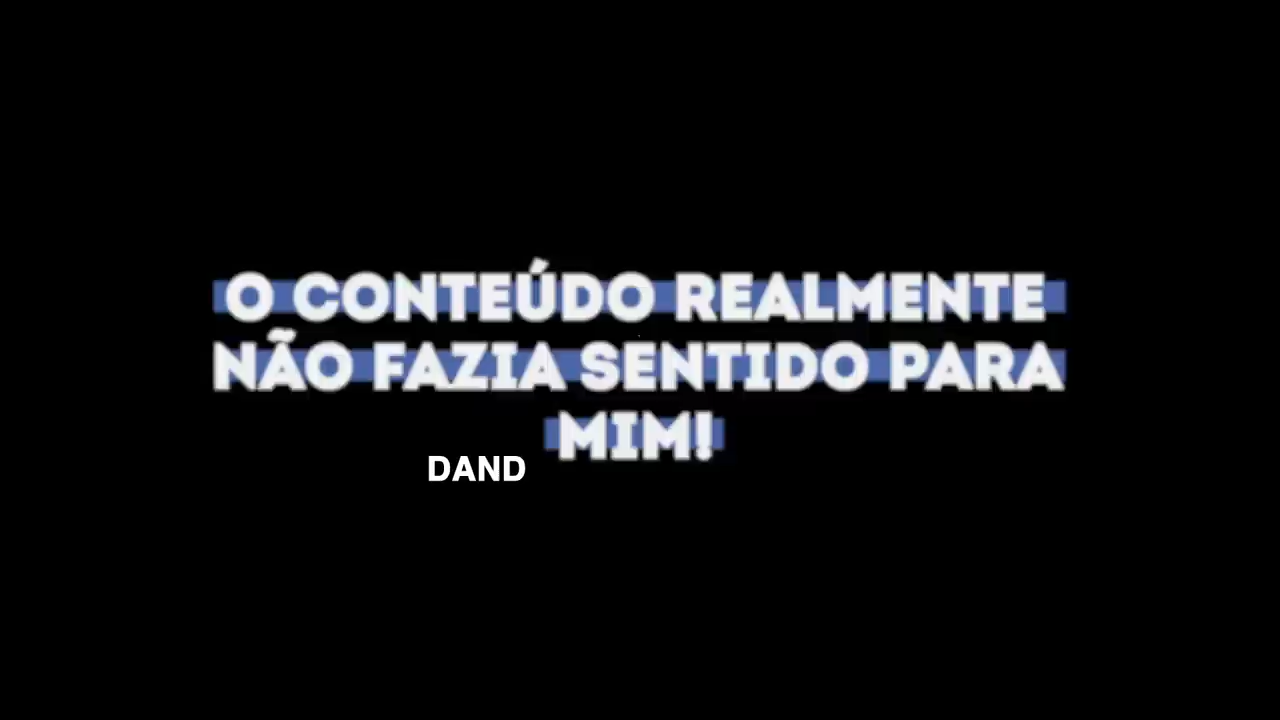 O CONTEÚDO REALMENTE
NÃO FAZIA SENTIDO PARA
MIM!
DAND